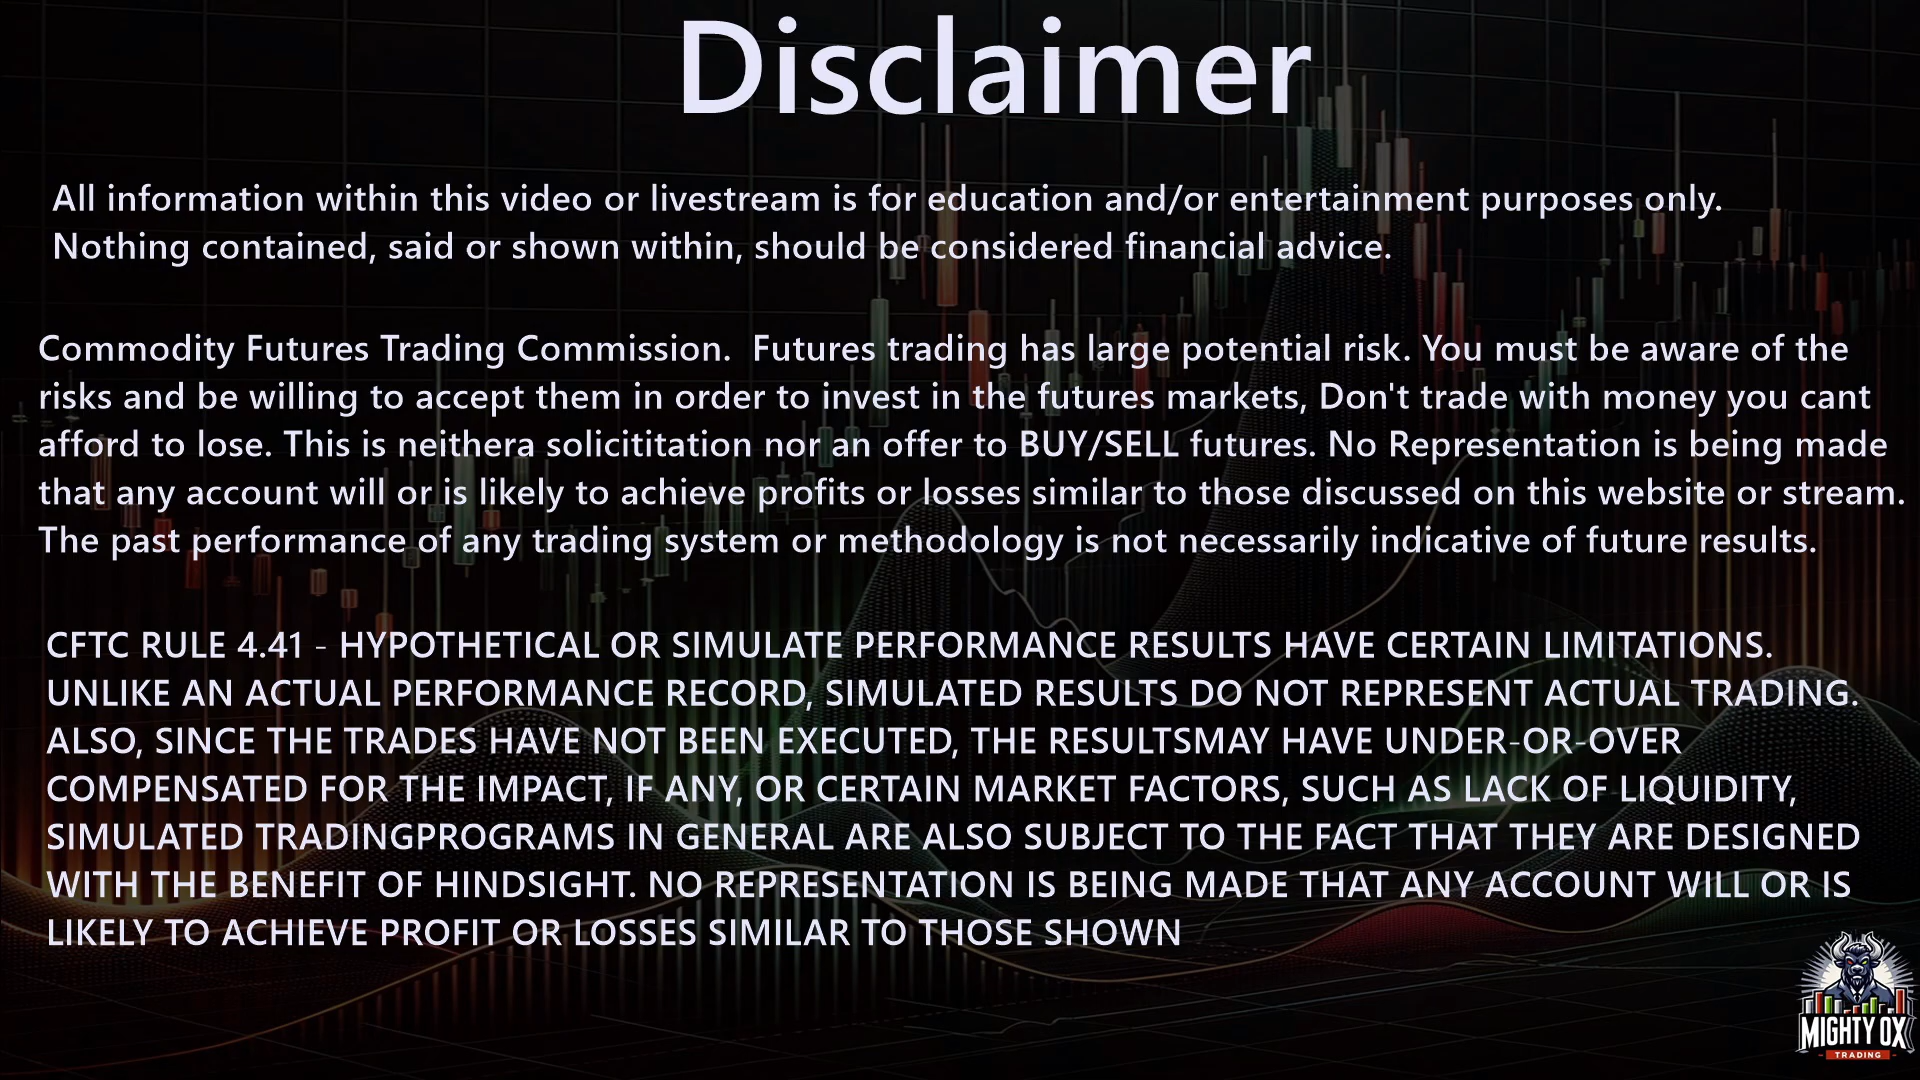 Disclaimer
All information within this video or livestream is for education and/or entertainment purposes only.
Nothing contained, said or shown within, should be considered financial advice.
Commodity Futures Trading Commission.  Futures trading has large potential risk. You must be aware of the
risks and be willing to accept them in order to invest in the futures markets, Don't trade with money you cant
afford to lose. This is neithera solicititation nor an offer to BUY/SELL futures. No Representation is being made
that any account will or is likely to achieve profits or losses similar to those discussed on this website or stream.
The past performance of any trading system or methodology is not necessarily indicative of future results.
CFTC RULE 4.41 - HYPOTHETICAL OR SIMULATE PERFORMANCE RESULTS HAVE CERTAIN LIMITATIONS.
UNLIKE AN ACTUAL PERFORMANCE RECORD, SIMULATED RESULTS DO NOT REPRESENT ACTUAL TRADING.
ALSO, SINCE THE TRADES HAVE NOT BEEN EXECUTED, THE RESULTSMAY HAVE UNDER-OR-OVER
COMPENSATED FOR THE IMPACT, IF ANY, OR CERTAIN MARKET FACTORS, SUCH AS LACK OF LIQUIDITY,
SIMULATED TRADINGPROGRAMS IN GENERAL ARE ALSO SUBJECT TO THE FACT THAT THEY ARE DESIGNED
WITH THE BENEFIT OF HINDSIGHT. NO REPRESENTATION IS BEING MADE THAT ANY ACCOUNT WILL OR IS
LIKELY TO ACHIEVE PROFIT OR LOSSES SIMILAR TO THOSE SHOWN
MIGHTY OX
TRADING